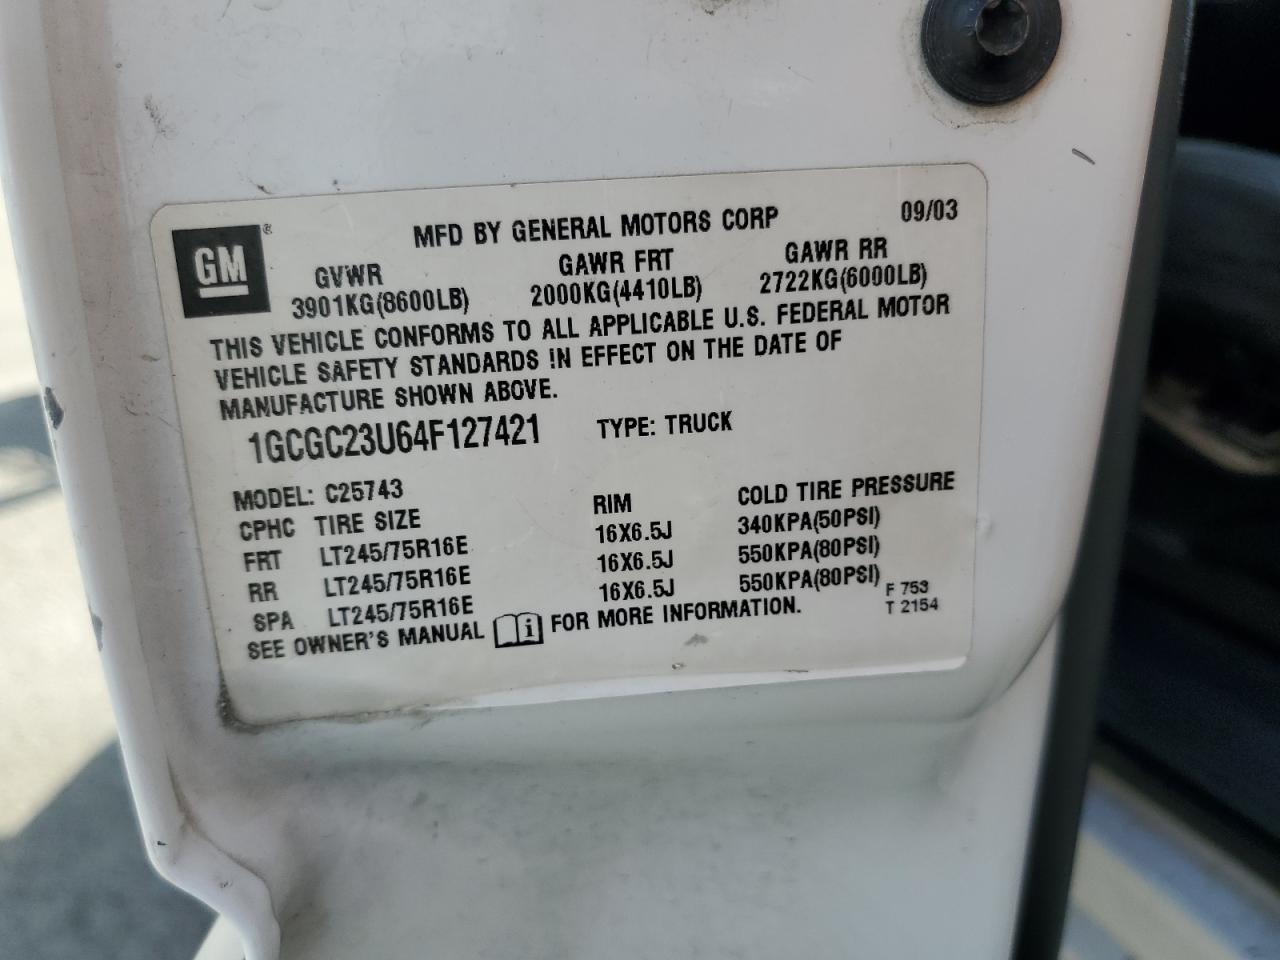 GM®
MFD BY GENERAL MOTORS CORP 09/03
GVWR GAWR FRT GAWR RR
3901KG(8600LB) 2000KG(4410LB) 2722KG(6000LB)
THIS VEHICLE CONFORMS TO ALL APPLICABLE U.S. FEDERAL MOTOR
VEHICLE SAFETY STANDARDS IN EFFECT ON THE DATE OF
MANUFACTURE SHOWN ABOVE.
1GCGC23U64F127421 TYPE: TRUCK
MODEL: C25743
CPHC TIRE SIZE RIM COLD TIRE PRESSURE
FRT LT245/75R16E 16X6.5J 340KPA(50PSI)
RR LT245/75R16E 16X6.5J 550KPA(80PSI)
SPA LT245/75R16E 16X6.5J 550KPA(80PSI)
SEE OWNER'S MANUAL i FOR MORE INFORMATION.
F 753
T 2154